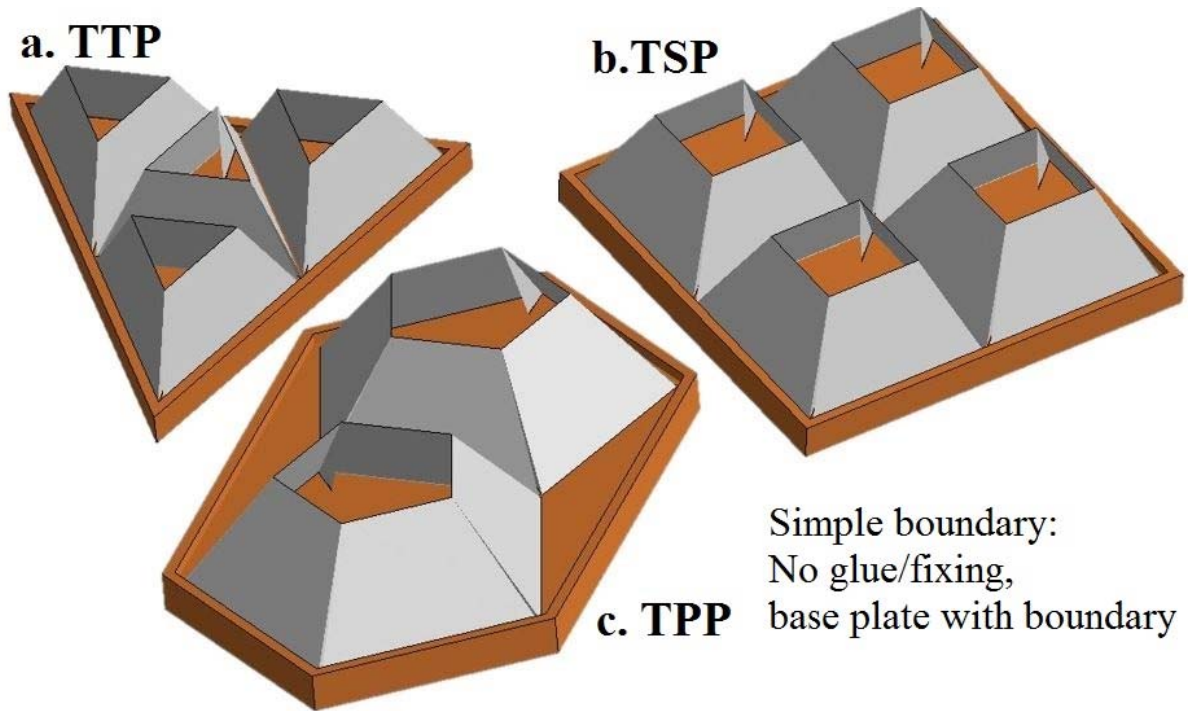 a. TTP
b.TSP
c. TPP
Simple boundary:
No glue/fixing,
base plate with boundary